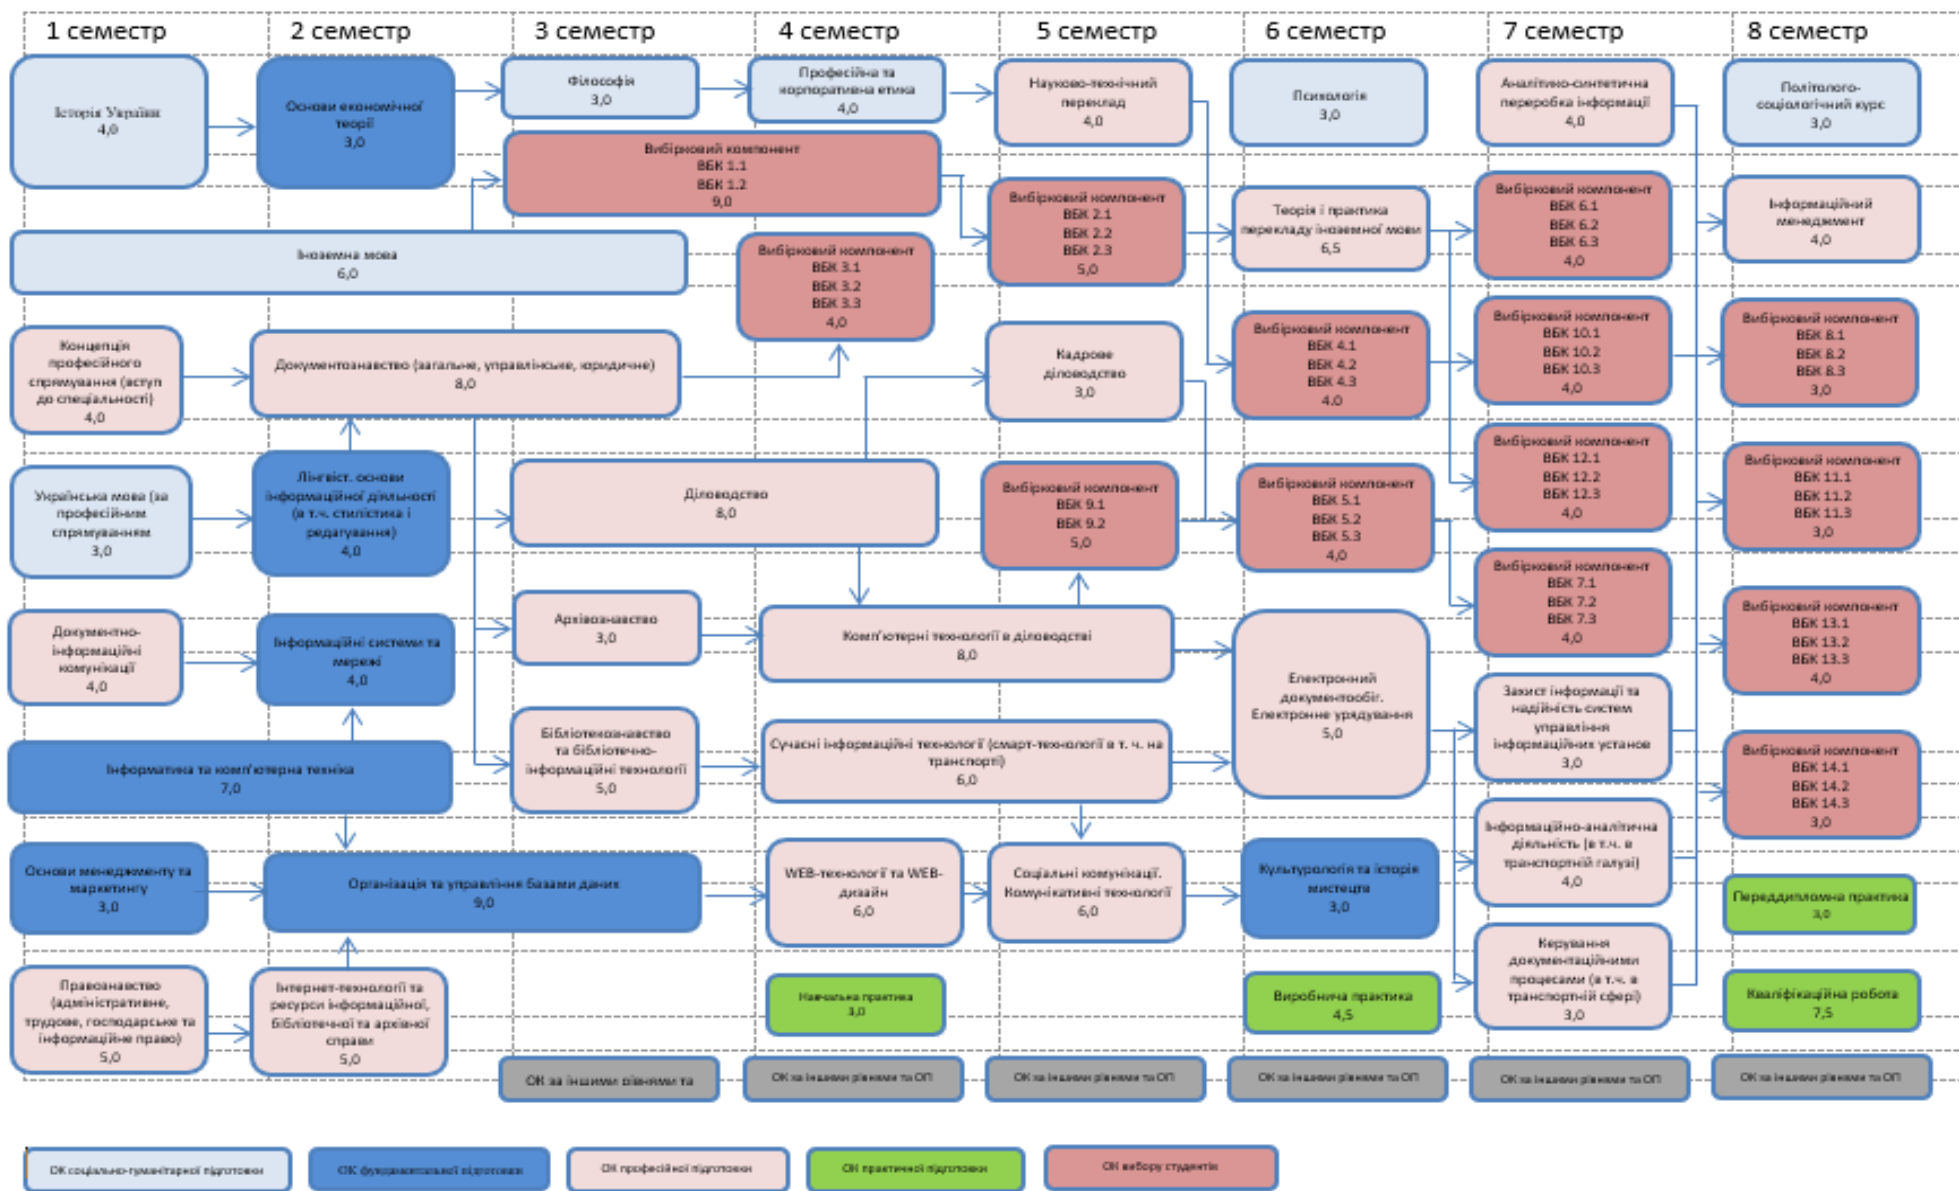 1 семестр
2 семестр
3 семестр
4 семестр
5 семестр
6 семестр
7 семестр
8 семестр
Історія України
4,0
Основи економічної
теорії
3,0
Філософія
3,0
Професійна та
корпоративна етика
4,0
Науково-технічний
переклад
4,0
Психологія
3,0
Аналітико-синтетична
переробка інформації
4,0
Політолого-
соціологічний курс
3,0
Вибірковий компонент
ВБК 1.1
ВБК 1.2
9,0
Вибірковий компонент
ВБК 2.1
ВБК 2.2
ВБК 2.3
5,0
Теорія і практика
перекладу іноземної мови
6,5
Вибірковий компонент
ВБК 6.1
ВБК 6.2
ВБК 6.3
4,0
Інформаційний
менеджмент
4,0
Іноземна мова
6,0
Вибірковий компонент
ВБК 3.1
ВБК 3.2
ВБК 3.3
4,0
Концепція
професійного
спрямування (вступ
до спеціальності)
4,0
Документознавство (загальне, управлінське, юридичне)
8,0
Кадрове
діловодство
3,0
Вибірковий компонент
ВБК 4.1
ВБК 4.2
ВБК 4.3
4.0
Вибірковий компонент
ВБК 10.1
ВБК 10.2
ВБК 10.3
4,0
Вибірковий компонент
ВБК 8.1
ВБК 8.2
ВБК 8.3
3,0
Українська мова (за
професійним
спрямуванням
3,0
Лінгвіст. основи
інформаційної діяльності
(в т.ч. стилістика і
редагування)
4,0
Діловодство
8,0
Вибірковий компонент
ВБК 9.1
ВБК 9.2
5,0
Вибірковий компонент
ВБК 5.1
ВБК 5.2
ВБК 5.3
4,0
Вибірковий компонент
ВБК 12.1
ВБК 12.2
ВБК 12.3
4,0
Вибірковий компонент
ВБК 11.1
ВБК 11.2
ВБК 11.3
3,0
Документно-
інформаційні
комунікації
4,0
Інформаційні системи та
мережі
4,0
Архівознавство
3,0
Комп'ютерні технології в діловодстві
8,0
Електронний
документообіг.
Електронне урядування
5,0
Вибірковий компонент
ВБК 7.1
ВБК 7.2
ВБК 7.3
4,0
Вибірковий компонент
ВБК 13.1
ВБК 13.2
ВБК 13.3
4,0
Інформатика та комп'ютерна техніка
7,0
Бібліотекознавство
та бібліотечно-
інформаційні технології
5,0
Сучасні інформаційні технології (смарт-технології в т. ч. на
транспорті)
6,0
Захист інформації та
надійність систем
управління
інформаційних установ
3,0
Вибірковий компонент
ВБК 14.1
ВБК 14.2
ВБК 14.3
3,0
Основи менеджменту та
маркетингу
3,0
Організація та управління базами даних
9,0
WEB-технології та WEB-
дизайн
6,0
Соціальні комунікації.
Комунікативні технології
6,0
Культурологія та історія
мистецтв
3,0
Інформаційно-аналітична
діяльність (в т.ч. в
транспортній галузі)
4,0
Переддипломна практика
3,0
Правознавство
(адміністративне,
трудове, господарське та
інформаційне право)
5,0
Інтернет-технології та
ресурси інформаційної,
бібліотечної та архівної
справи
5,0
Навчальна практика
3,0
Виробнича практика
4,5
Керування
документаційними
процесами (в т.ч. в
транспортній сфері)
3,0
Кваліфікаційна робота
7,5
ОК за іншими рівнями та
ОК за іншими рівнями та ОП
ОК за іншими рівнями та ОП
ОК за іншими рівнями та ОП
ОК за іншими рівнями та ОП
ОК за іншими рівнями та ОП
ОК соціально-гуманітарної підготовки
ОК фундаментальної підготовки
ОК професійної підготовки
ОК практичної підготовки
ОК вибору студентів